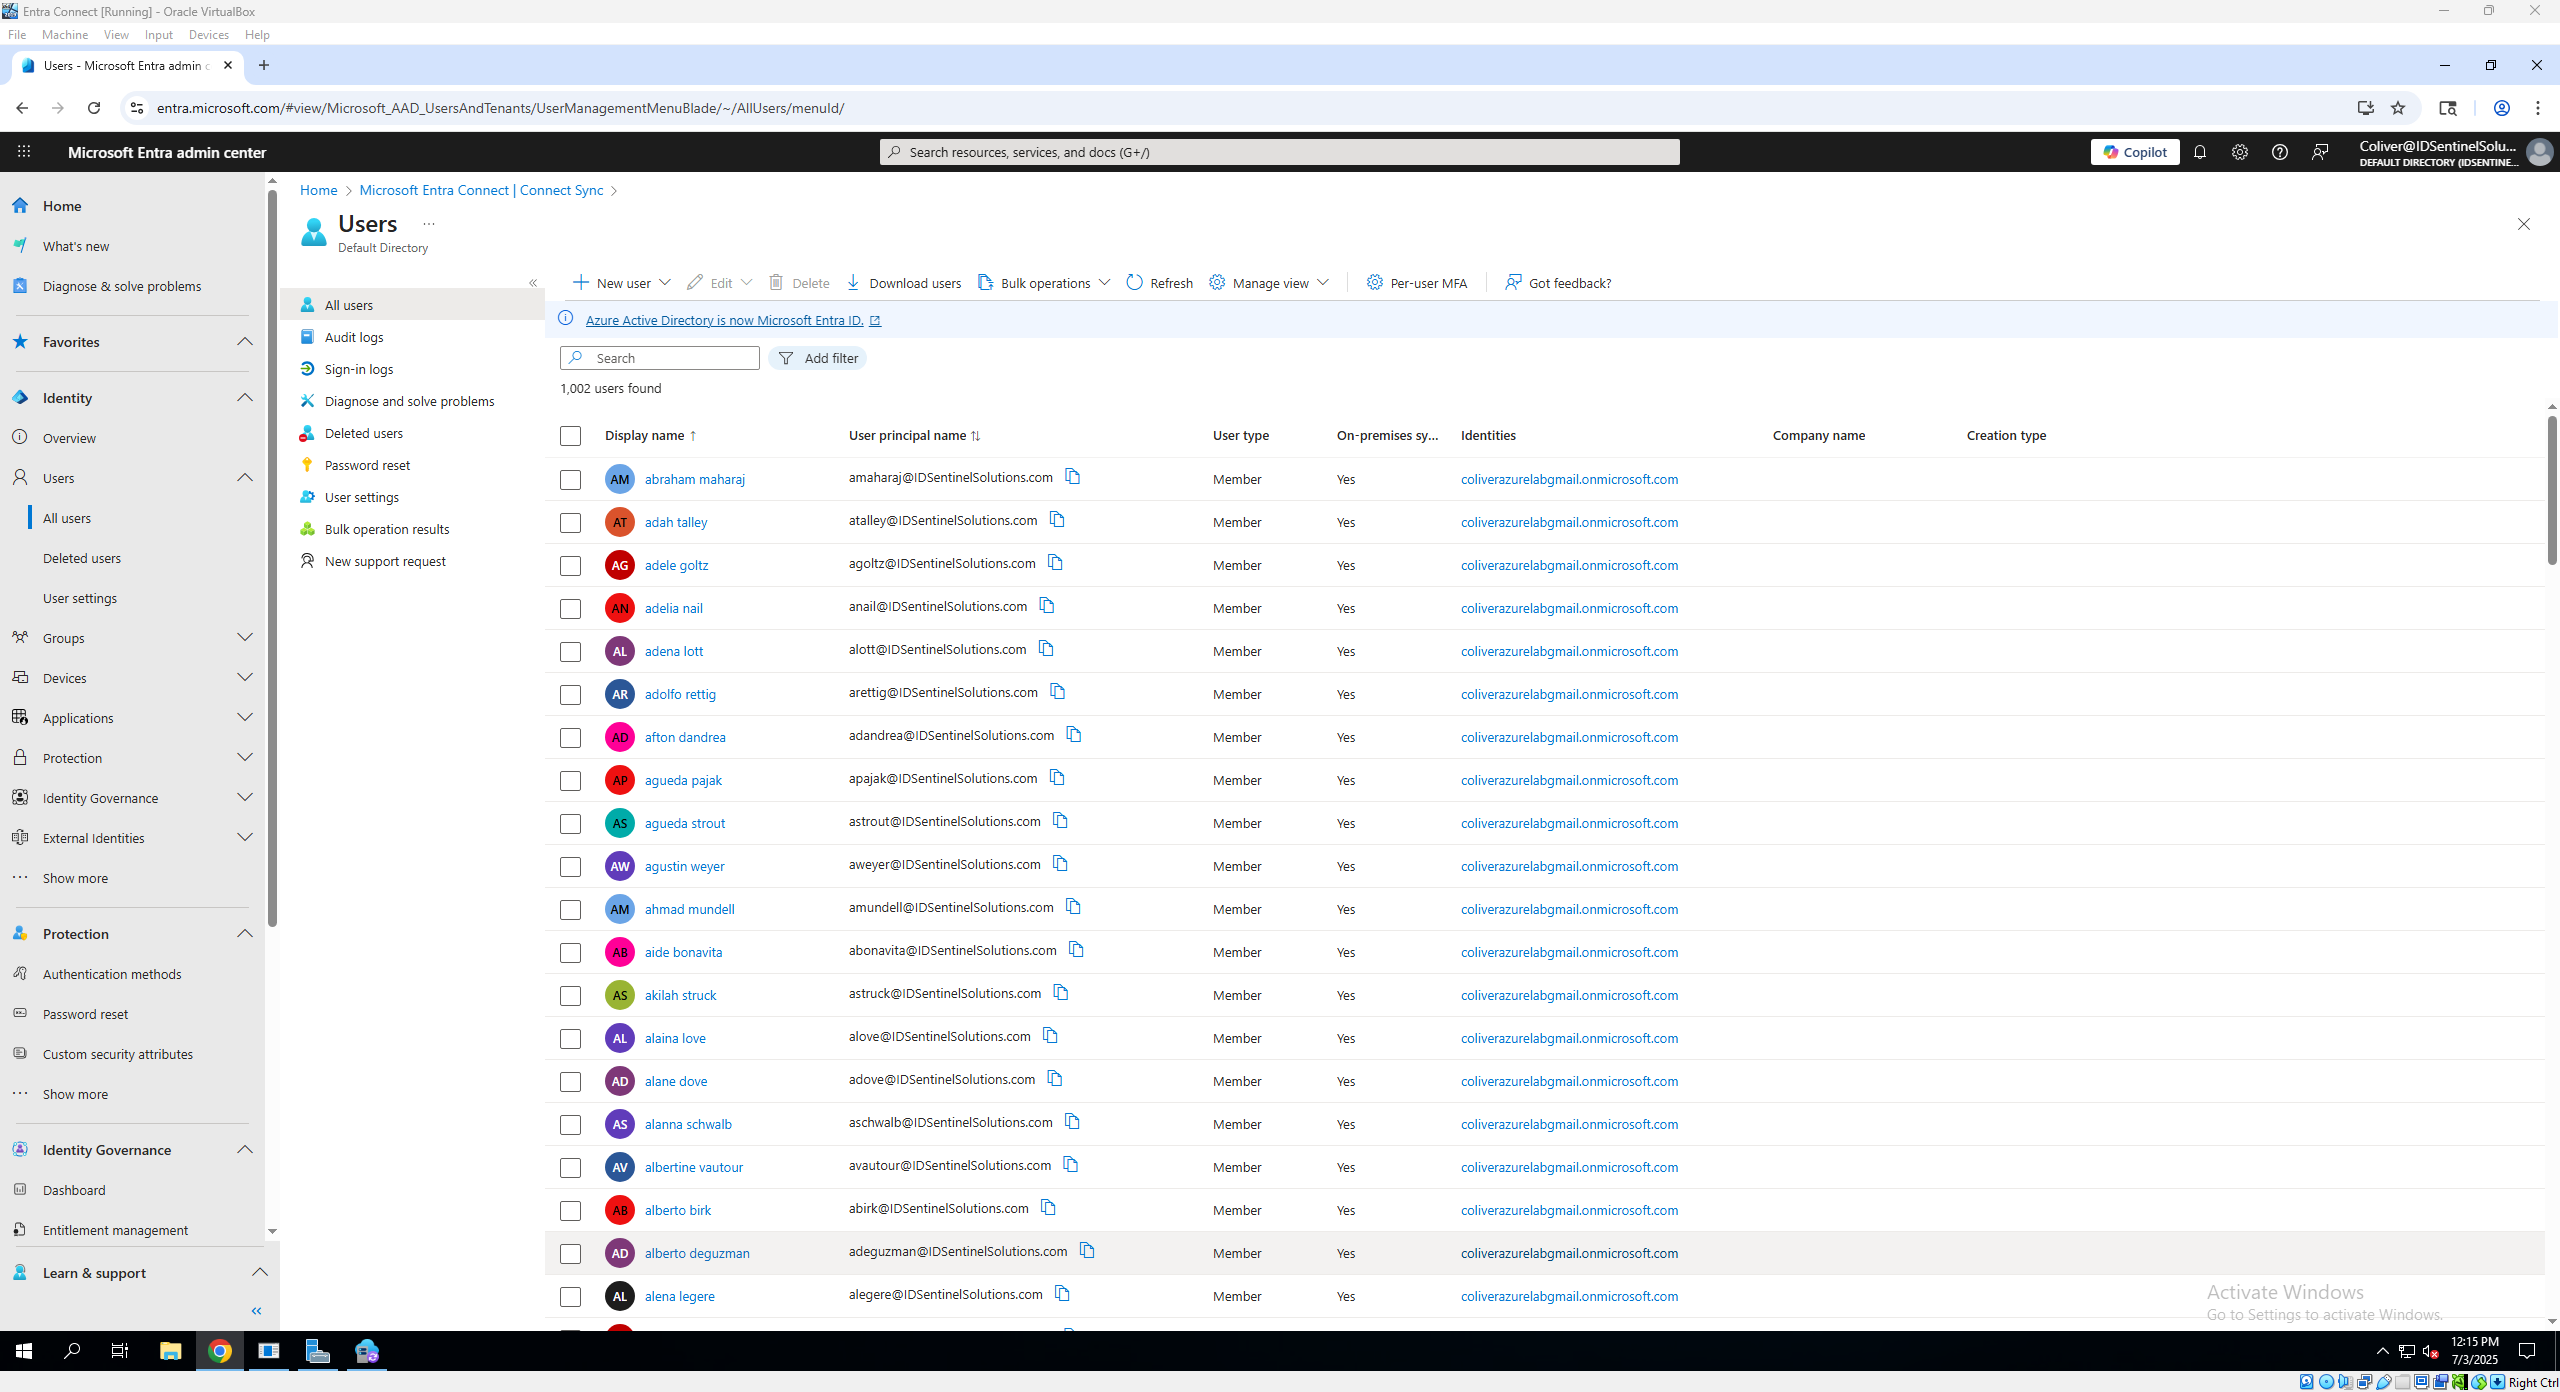 Entra Connect [Running] - Oracle VirtualBox
File Machine View Input Devices Help
Users - Microsoft Entra admin c
entra.microsoft.com/#view/Microsoft_AAD_UsersAndTenants/UserManagementMenuBlade/~/AllUsers/menuId/
Microsoft Entra admin center
Search resources, services, and docs (G+/)
Copilot
Coliver@IDSentinelSolu...
DEFAULT DIRECTORY (IDSENTINE...
Home
What's new
Diagnose & solve problems
Favorites
Identity
Overview
Users
All users
Deleted users
User settings
Groups
Devices
Applications
Protection
Identity Governance
External Identities
Show more
Protection
Authentication methods
Password reset
Custom security attributes
Show more
Identity Governance
Dashboard
Entitlement management
Learn & support
Home > Microsoft Entra Connect | Connect Sync >
Users ...
Default Directory
All users
Audit logs
Sign-in logs
Diagnose and solve problems
Deleted users
Password reset
User settings
Bulk operation results
New support request
New user Edit Delete Download users Bulk operations Refresh Manage view Per-user MFA Got feedback?
Azure Active Directory is now Microsoft Entra ID.
Search Add filter
1,002 users found
Display name ↑ User principal name ↑↓ User type On-premises sy... Identities Company name Creation type
AM abraham maharaj amaharaj@IDSentinelSolutions.com Member Yes coliverazurelabgmail.onmicrosoft.com
AT adah talley atalley@IDSentinelSolutions.com Member Yes coliverazurelabgmail.onmicrosoft.com
AG adele goltz agoltz@IDSentinelSolutions.com Member Yes coliverazurelabgmail.onmicrosoft.com
AN adelia nail anail@IDSentinelSolutions.com Member Yes coliverazurelabgmail.onmicrosoft.com
AL adena lott alott@IDSentinelSolutions.com Member Yes coliverazurelabgmail.onmicrosoft.com
AR adolfo rettig arettig@IDSentinelSolutions.com Member Yes coliverazurelabgmail.onmicrosoft.com
AD afton dandrea adandrea@IDSentinelSolutions.com Member Yes coliverazurelabgmail.onmicrosoft.com
AP agueda pajak apajak@IDSentinelSolutions.com Member Yes coliverazurelabgmail.onmicrosoft.com
AS agueda strout astrout@IDSentinelSolutions.com Member Yes coliverazurelabgmail.onmicrosoft.com
AW agustin weyer aweyer@IDSentinelSolutions.com Member Yes coliverazurelabgmail.onmicrosoft.com
AM ahmad mundell amundell@IDSentinelSolutions.com Member Yes coliverazurelabgmail.onmicrosoft.com
AB aide bonavita abonavita@IDSentinelSolutions.com Member Yes coliverazurelabgmail.onmicrosoft.com
AS akilah struck astruck@IDSentinelSolutions.com Member Yes coliverazurelabgmail.onmicrosoft.com
AL alaina love alove@IDSentinelSolutions.com Member Yes coliverazurelabgmail.onmicrosoft.com
AD alane dove adove@IDSentinelSolutions.com Member Yes coliverazurelabgmail.onmicrosoft.com
AS alanna schwalb aschwalb@IDSentinelSolutions.com Member Yes coliverazurelabgmail.onmicrosoft.com
AV albertine vautour avautour@IDSentinelSolutions.com Member Yes coliverazurelabgmail.onmicrosoft.com
AB alberto birk abirk@IDSentinelSolutions.com Member Yes coliverazurelabgmail.onmicrosoft.com
AD alberto deguzman adeguzman@IDSentinelSolutions.com Member Yes coliverazurelabgmail.onmicrosoft.com
AL alena legere alegere@IDSentinelSolutions.com Member Yes coliverazurelabgmail.onmicrosoft.com
Activate Windows
Go to Settings to activate Windows.
12:15 PM
7/3/2025
Right Ctrl